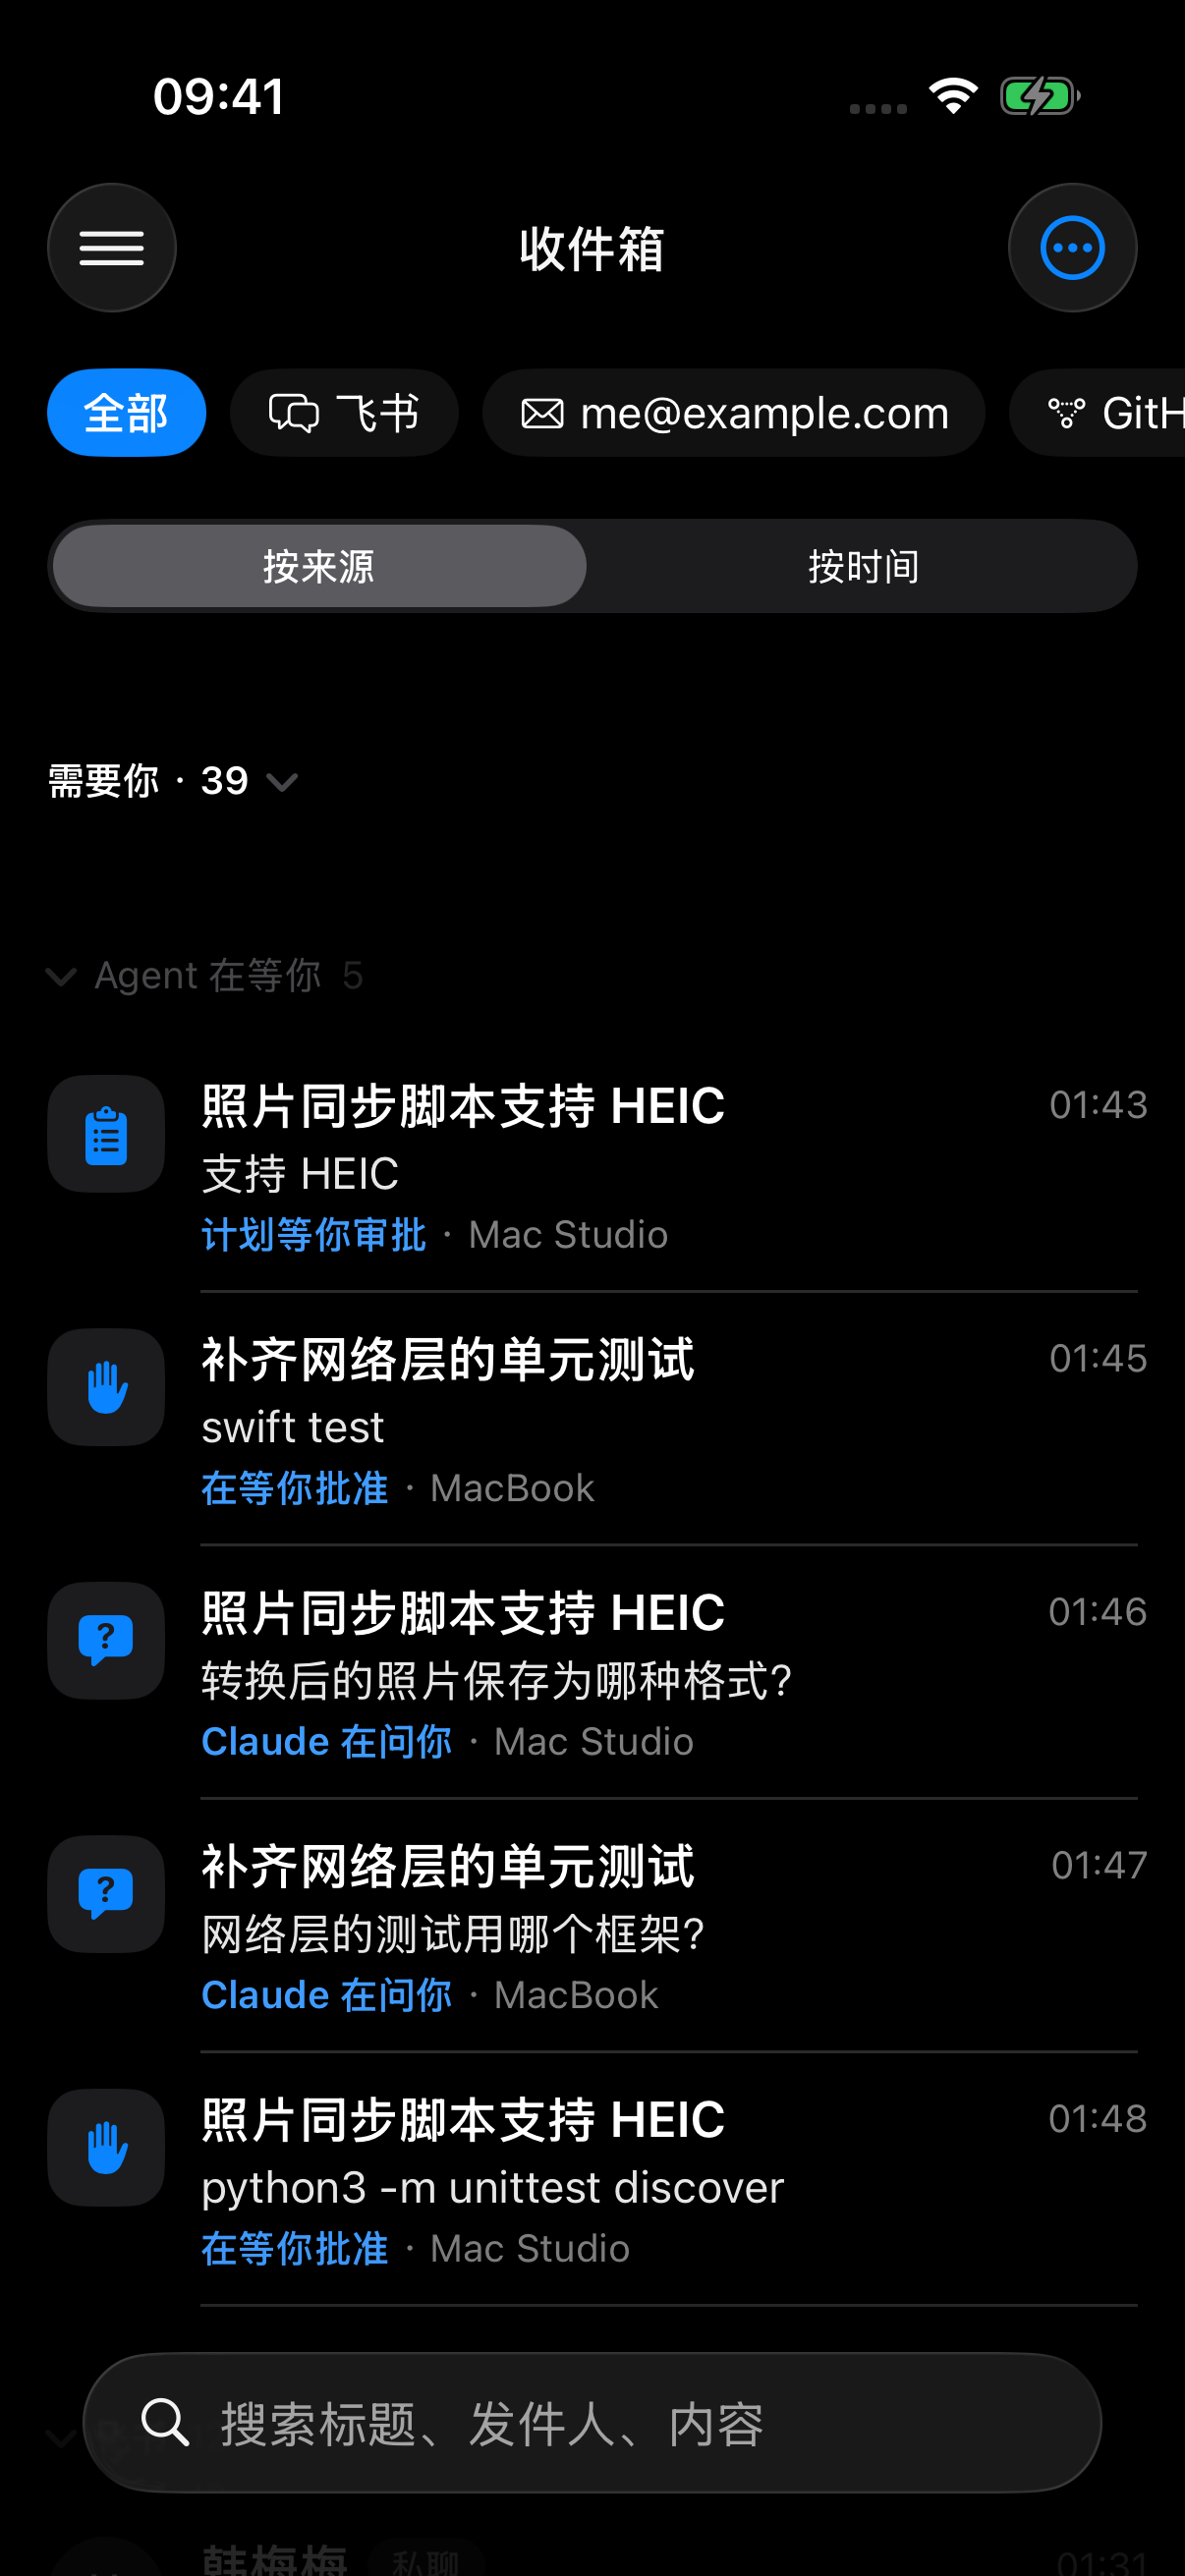 09:41
收件箱
全部 飞书 me@example.com GitH
按来源 按时间
需要你 · 39
Agent 在等你 5
照片同步脚本支持 HEIC 01:43
支持 HEIC
计划等你审批 · Mac Studio
补齐网络层的单元测试 01:45
swift test
在等你批准 · MacBook
照片同步脚本支持 HEIC 01:46
转换后的照片保存为哪种格式?
Claude 在问你 · Mac Studio
补齐网络层的单元测试 01:47
网络层的测试用哪个框架?
Claude 在问你 · MacBook
照片同步脚本支持 HEIC 01:48
python3 -m unittest discover
在等你批准 · Mac Studio
搜索标题、发件人、内容
韩梅梅 私聊 01:31